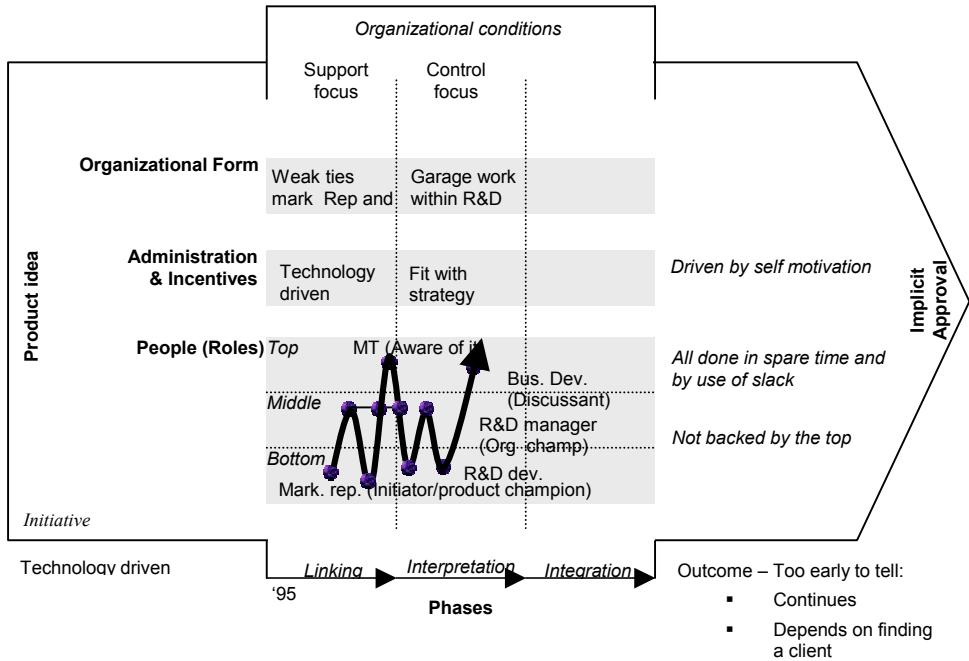 Organizational conditions
Support
focus
Control
focus
Organizational Form
Weak ties
mark Rep and
Garage work
within R&D
Administration
& Incentives
Technology
driven
Fit with
strategy
Driven by self motivation
Product idea
Implicit
Approval
People (Roles)
Top
MT (Aware of it
Bus. Dev.
(Discussant)
All done in spare time and
by use of slack
Middle
R&D manager
(Org champ)
Not backed by the top
Bottom
R&D dev.
Mark. rep. (Initiator/product champion)
Initiative
Technology driven
Linking
Interpretation
Integration
'95
Phases
Outcome – Too early to tell:
▪ Continues
▪ Depends on finding
a client